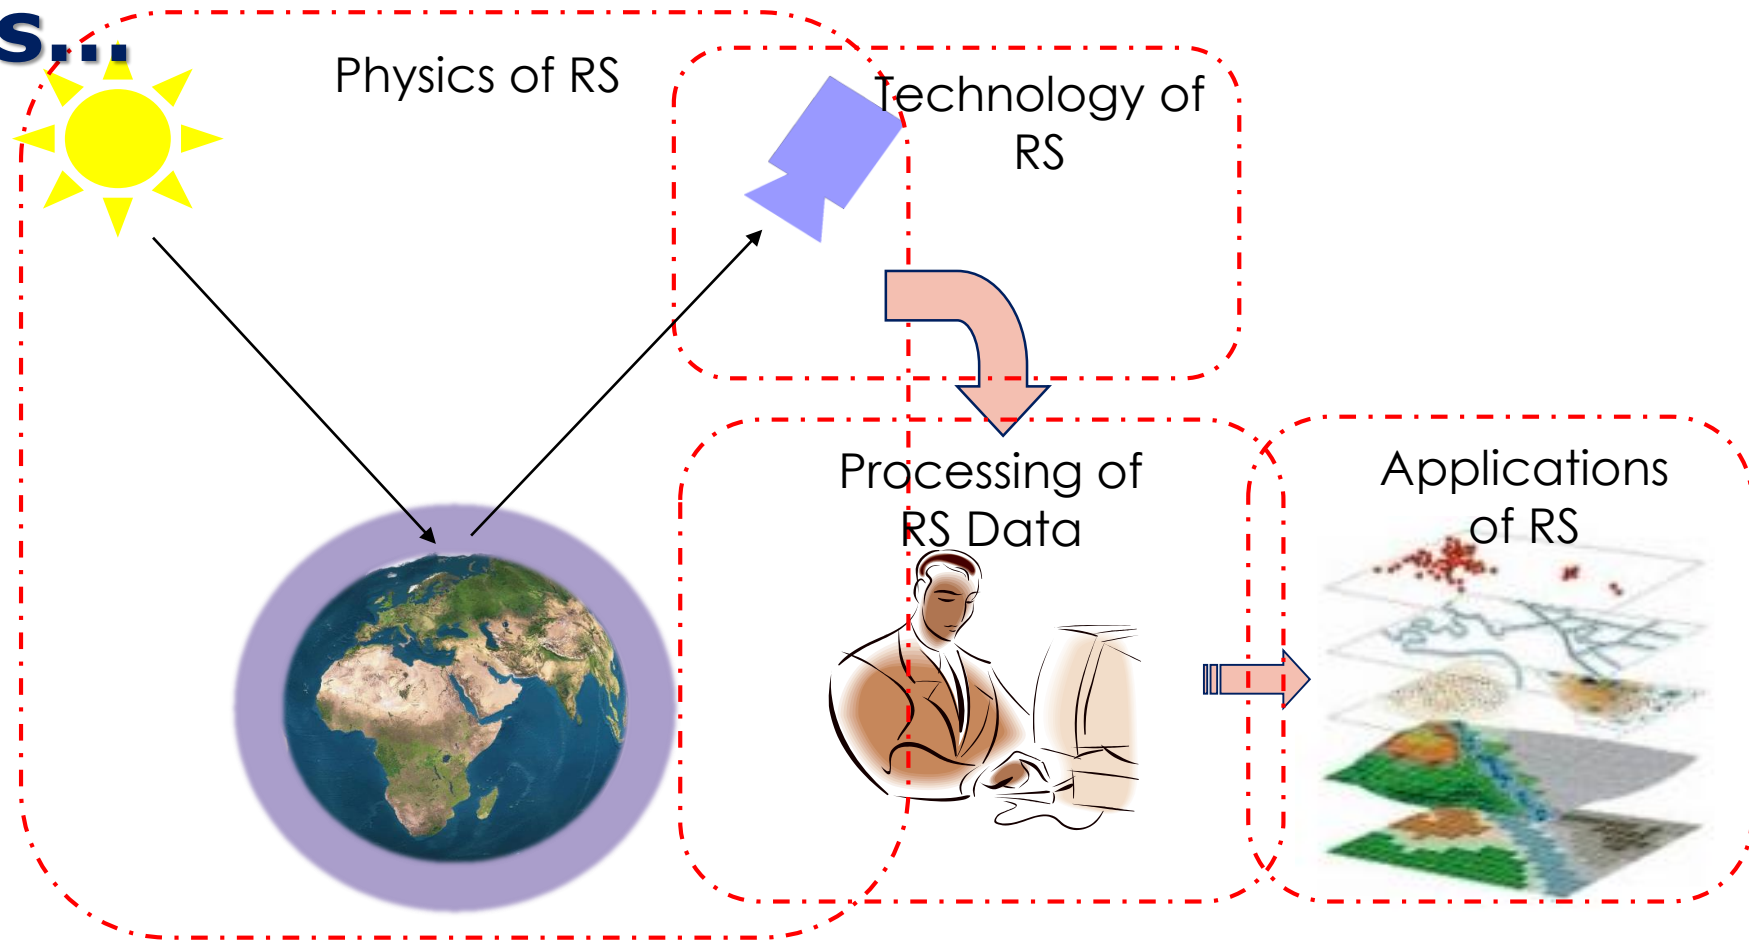 s...
Physics of RS
Technology of
RS
Processing of
RS Data
Applications
of RS